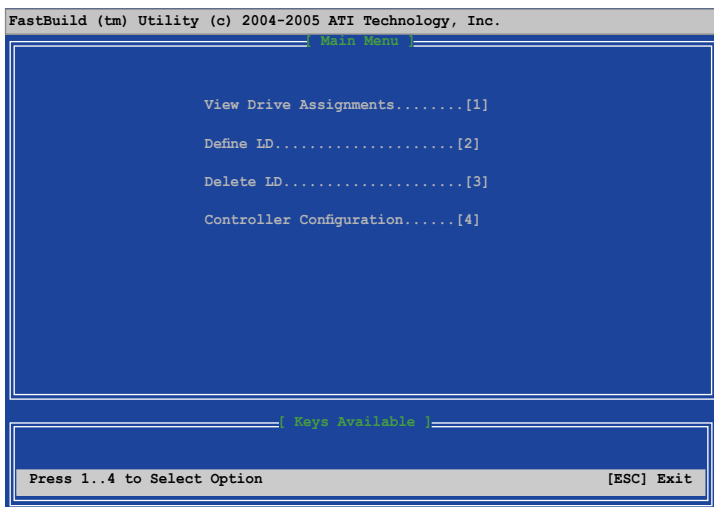 FastBuild (tm) Utility (c) 2004-2005 ATI Technology, Inc.
[ Main Menu ]
View Drive Assignments........[1]
Define LD.....................[2]
Delete LD.....................[3]
Controller Configuration......[4]
[ Keys Available ]
Press 1..4 to Select Option [ESC] Exit